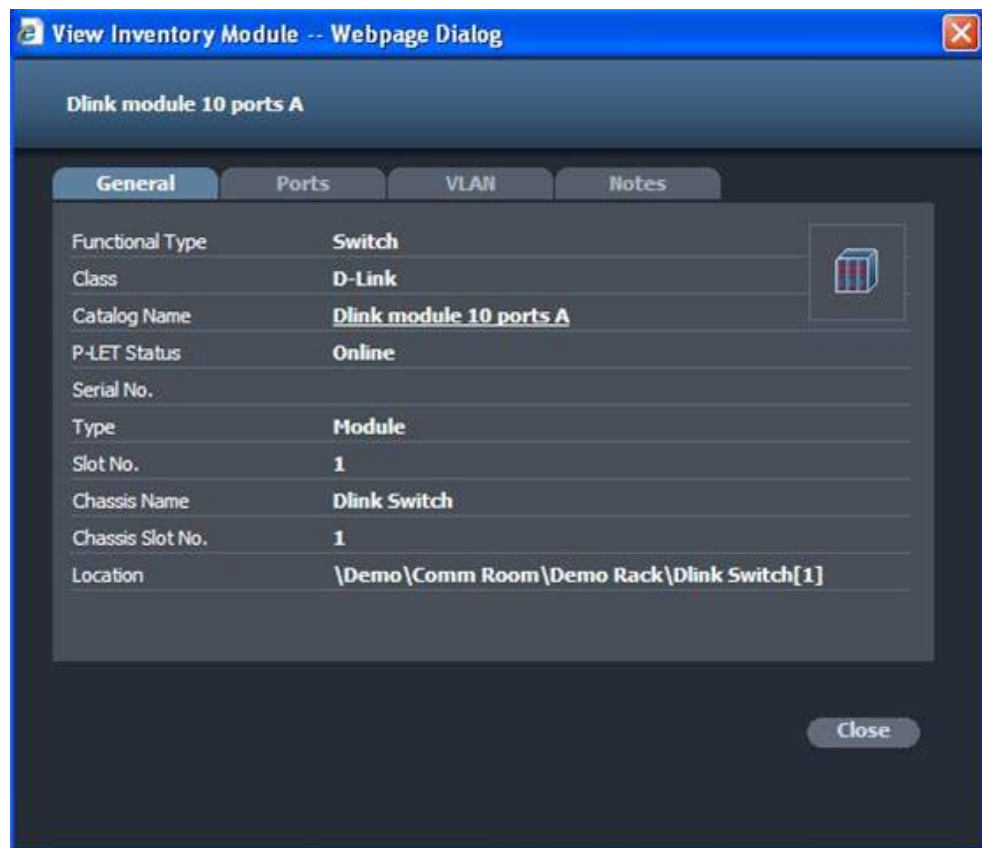 View Inventory Module -- Webpage Dialog
Dlink module 10 ports A
General Ports VLAN Notes
Functional Type Switch
Class D-Link
Catalog Name Dlink module 10 ports A
P-LET Status Online
Serial No.
Type Module
Slot No. 1
Chassis Name Dlink Switch
Chassis Slot No. 1
Location \Demo\Comm Room\Demo Rack\Dlink Switch[1]
Close